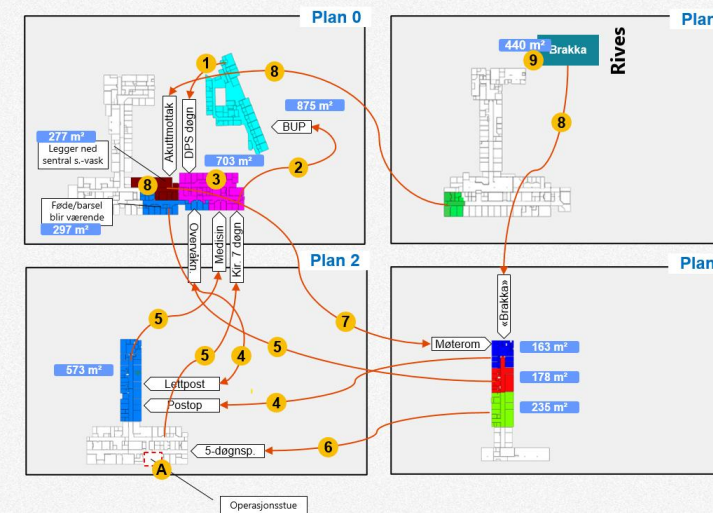 Plan 0
1
8
875 m²
Akuttmottak
DPS døgn
BUP
277 m²
Legger ned
sentral s.-vask
703 m²
2
8
3
Føde/barsel
blir værende
297 m²
Overvåkn.
Medisin
Kir. 7 døgn
Plan
440 m²
Brakka
9
Rives
8
Plan 2
5
7
5
4
5
573 m²
Lettpost
Postop
4
5-døgnsp.
6
A
Operasjonsstue
Plan
«Brakka»
Møterom
163 m²
178 m²
235 m²